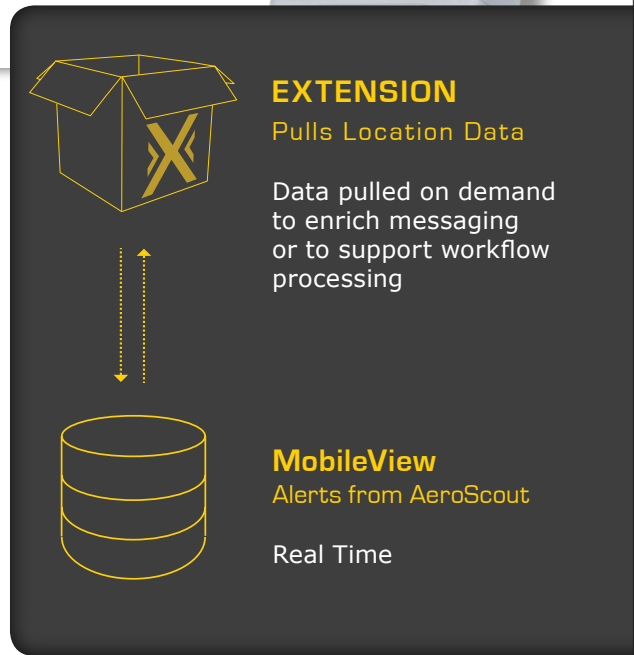 EXTENSION
Pulls Location Data
Data pulled on demand
to enrich messaging
or to support workflow
processing
MobileView
Alerts from AeroScout
Real Time